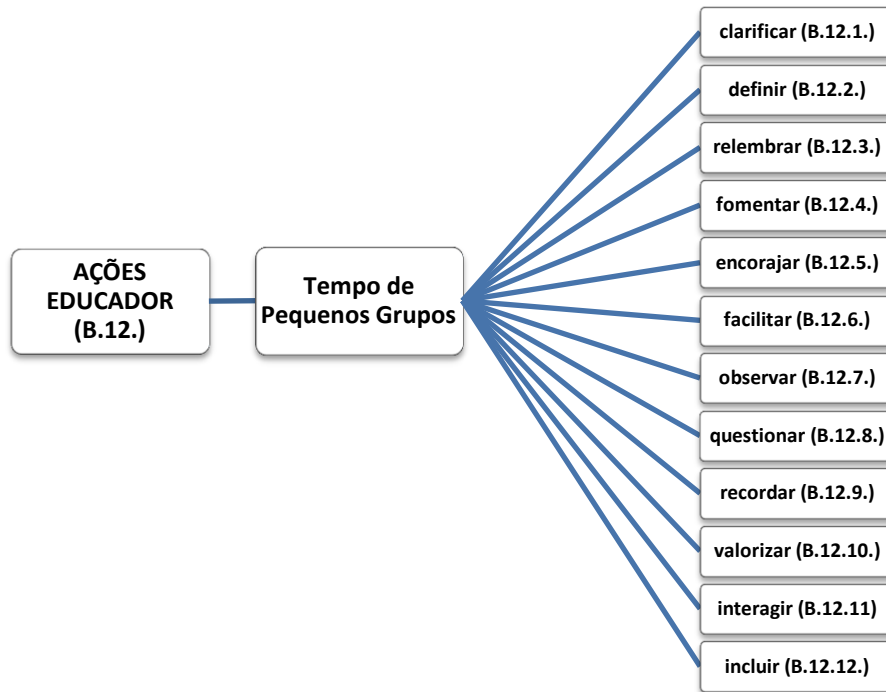 AÇÕES
EDUCADOR
(B.12.)
Tempo de
Pequenos Grupos
clarificar (B.12.1.)
definir (B.12.2.)
relembrar (B.12.3.)
fomentar (B.12.4.)
encorajar (B.12.5.)
facilitar (B.12.6.)
observar (B.12.7.)
questionar (B.12.8.)
recordar (B.12.9.)
valorizar (B.12.10.)
interagir (B.12.11)
incluir (B.12.12.)